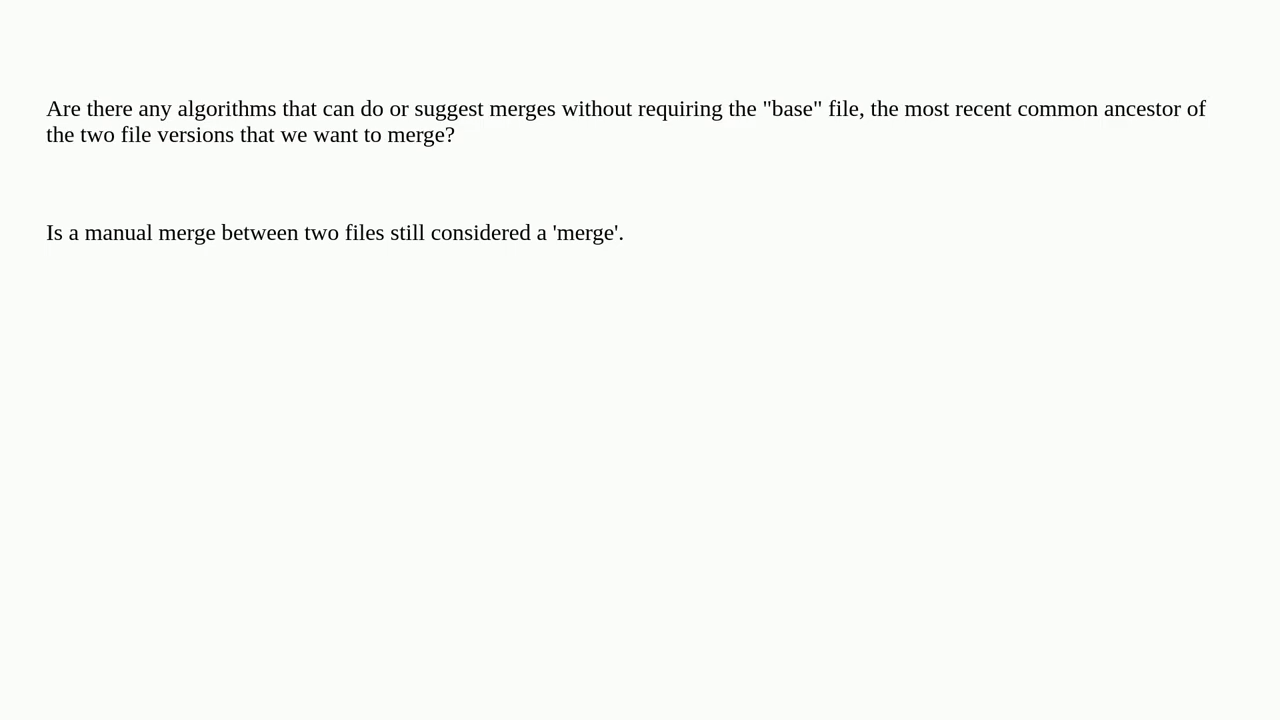 Are there any algorithms that can do or suggest merges without requiring the "base" file, the most recent common ancestor of
the two file versions that we want to merge?
Is a manual merge between two files still considered a 'merge'.